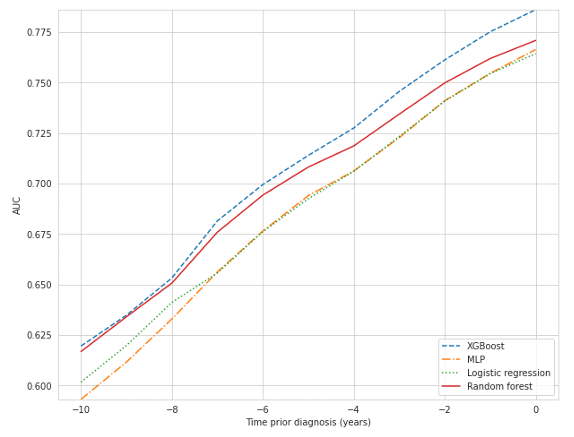 0.775
0.750
0.725
0.700
0.675
0.650
0.625
0.600
AUC
XGBoost
MLP
Logistic regression
Random forest
−10
−8
−6
−4
−2
0
Time prior diagnosis (years)